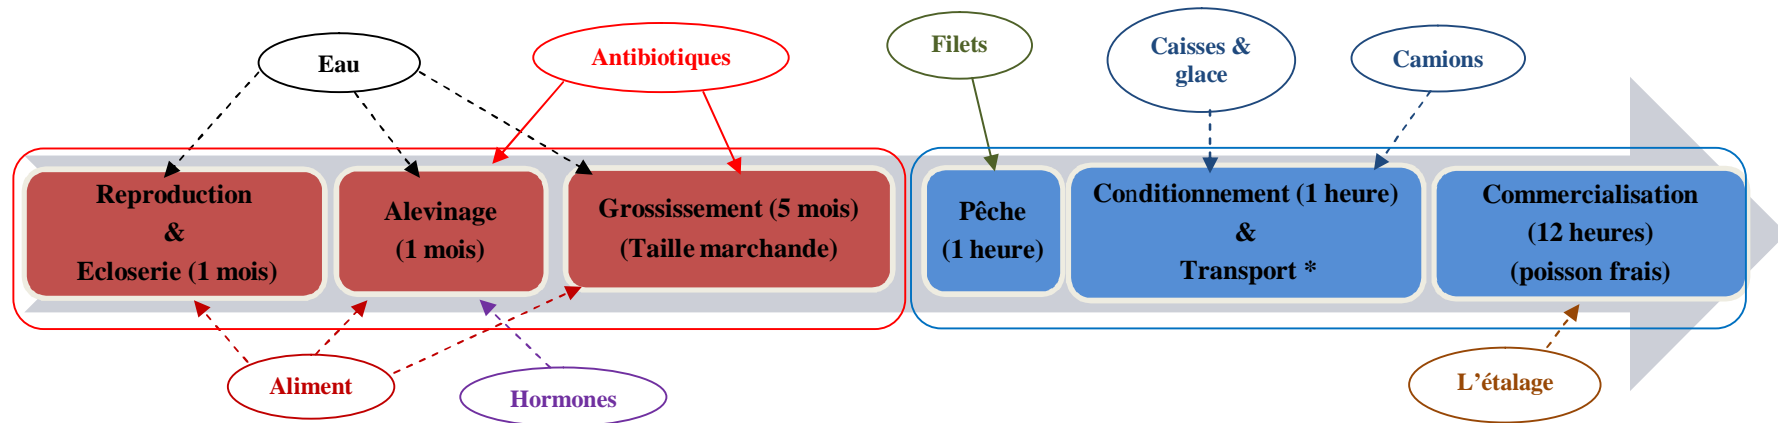 Eau
Antibiotiques
Filets
Caisses &
glace
Camions
Reproduction
&
Ecloserie (1 mois)
Alevinage
(1 mois)
Grossissement (5 mois)
(Taille marchande)
Pêche
(1 heure)
Conditionnement (1 heure)
&
Transport *
Commercialisation
(12 heures)
(poisson frais)
Aliment
Hormones
L’étalage